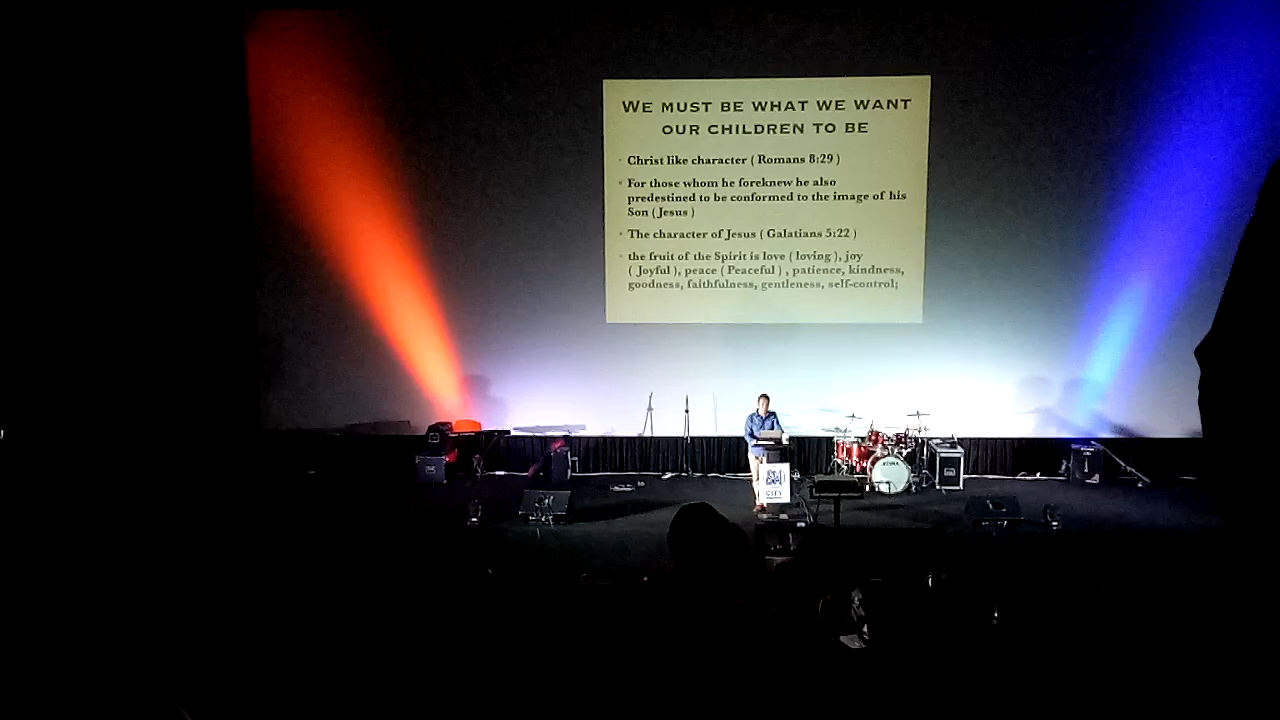 WE MUST BE WHAT WE WANT
OUR CHILDREN TO BE
• Christ like character ( Romans 8:29 )
• For those whom he foreknew he also
predestined to be conformed to the image of his
Son ( Jesus )
• The character of Jesus ( Galatians 5:22 )
• the fruit of the Spirit is love ( loving ), joy
( Joyful ), peace ( Peaceful ) , patience, kindness,
goodness, faithfulness, gentleness, self-control;
TAMA
CITY